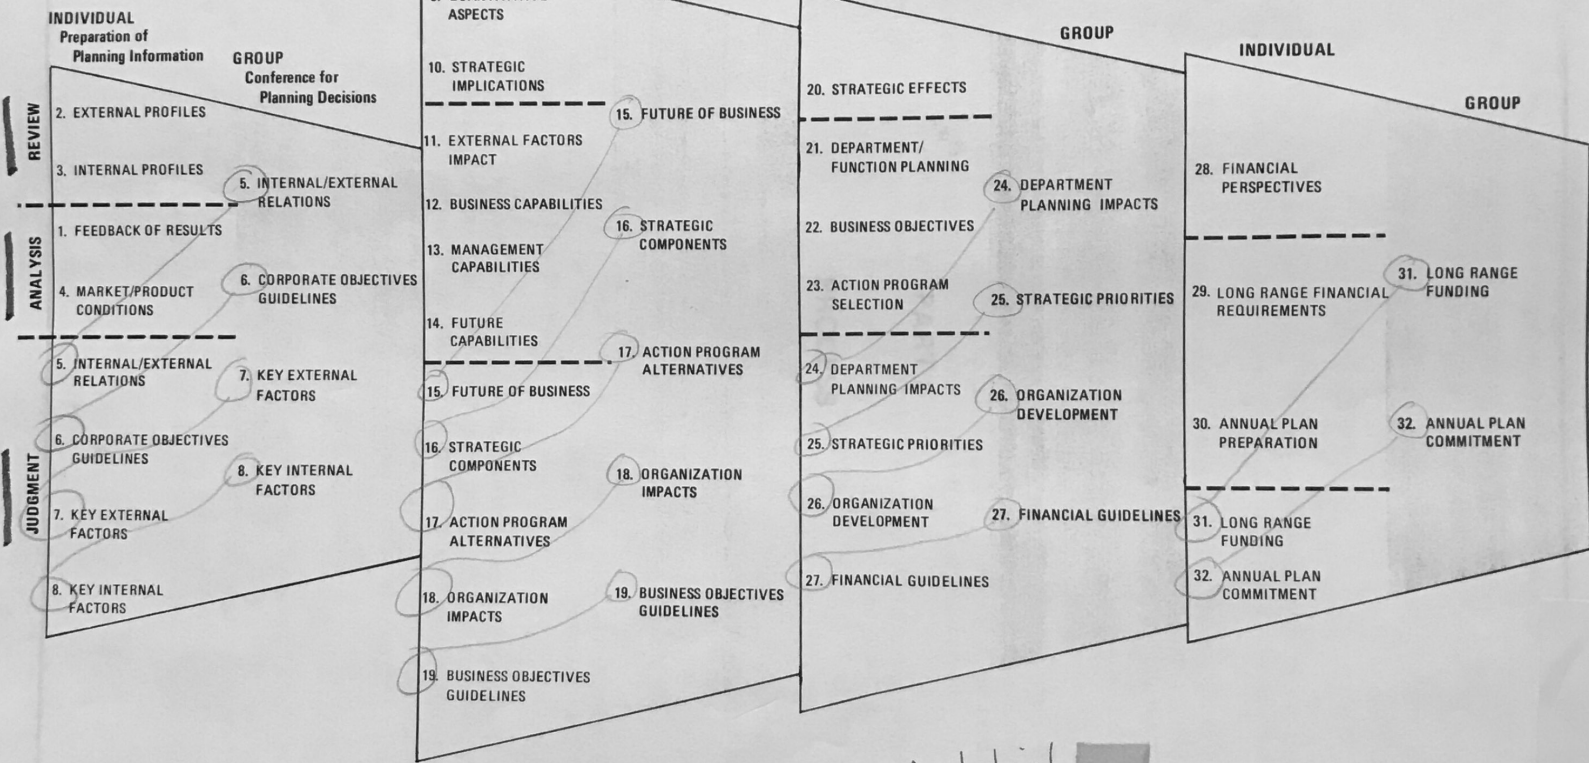 INDIVIDUAL
Preparation of
Planning Information
GROUP
Conference for
Planning Decisions
REVIEW
2. EXTERNAL PROFILES
3. INTERNAL PROFILES
5. INTERNAL/EXTERNAL
RELATIONS
ANALYSIS
1. FEEDBACK OF RESULTS
4. MARKET/PRODUCT
CONDITIONS
6. CORPORATE OBJECTIVES
GUIDELINES
JUDGMENT
5. INTERNAL/EXTERNAL
RELATIONS
6. CORPORATE OBJECTIVES
GUIDELINES
7. KEY EXTERNAL
FACTORS
8. KEY INTERNAL
FACTORS
7. KEY EXTERNAL
FACTORS
8. KEY INTERNAL
FACTORS
ASPECTS
10. STRATEGIC
IMPLICATIONS
11. EXTERNAL FACTORS
IMPACT
12. BUSINESS CAPABILITIES
13. MANAGEMENT
CAPABILITIES
14. FUTURE
CAPABILITIES
15. FUTURE OF BUSINESS
16. STRATEGIC
COMPONENTS
17. ACTION PROGRAM
ALTERNATIVES
18. ORGANIZATION
IMPACTS
19. BUSINESS OBJECTIVES
GUIDELINES
15. FUTURE OF BUSINESS
16. STRATEGIC
COMPONENTS
17. ACTION PROGRAM
ALTERNATIVES
18. ORGANIZATION
IMPACTS
19. BUSINESS OBJECTIVES
GUIDELINES
GROUP
20. STRATEGIC EFFECTS
21. DEPARTMENT/
FUNCTION PLANNING
22. BUSINESS OBJECTIVES
23. ACTION PROGRAM
SELECTION
24. DEPARTMENT
PLANNING IMPACTS
25. STRATEGIC PRIORITIES
26. ORGANIZATION
DEVELOPMENT
27. FINANCIAL GUIDELINES
24. DEPARTMENT
PLANNING IMPACTS
25. STRATEGIC PRIORITIES
26. ORGANIZATION
DEVELOPMENT
27. FINANCIAL GUIDELINES
INDIVIDUAL
GROUP
28. FINANCIAL
PERSPECTIVES
29. LONG RANGE FINANCIAL
REQUIREMENTS
30. ANNUAL PLAN
PREPARATION
31. LONG RANGE
FUNDING
32. ANNUAL PLAN
COMMITMENT
31. LONG RANGE
FUNDING
32. ANNUAL PLAN
COMMITMENT